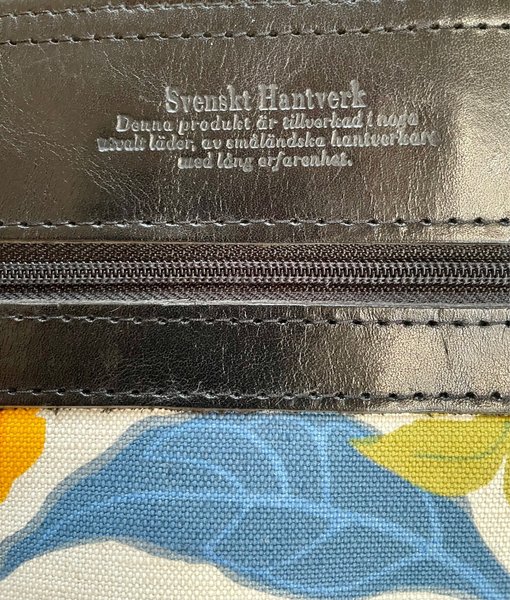 Svenskt Hantverk
Denna produkt är tillverkad i noga
utvalt läder, av småländska hantverkare
med lång erfarenhet.